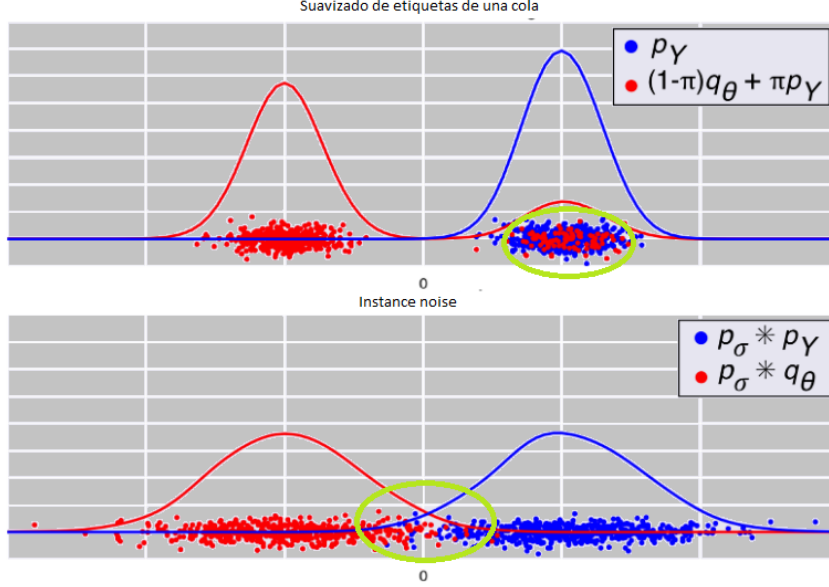 Suavizado de etiquetas de una cola
p_Y
(1-π)q_θ + πp_Y
0
Instance noise
p_σ ∗ p_Y
p_σ ∗ q_θ
0